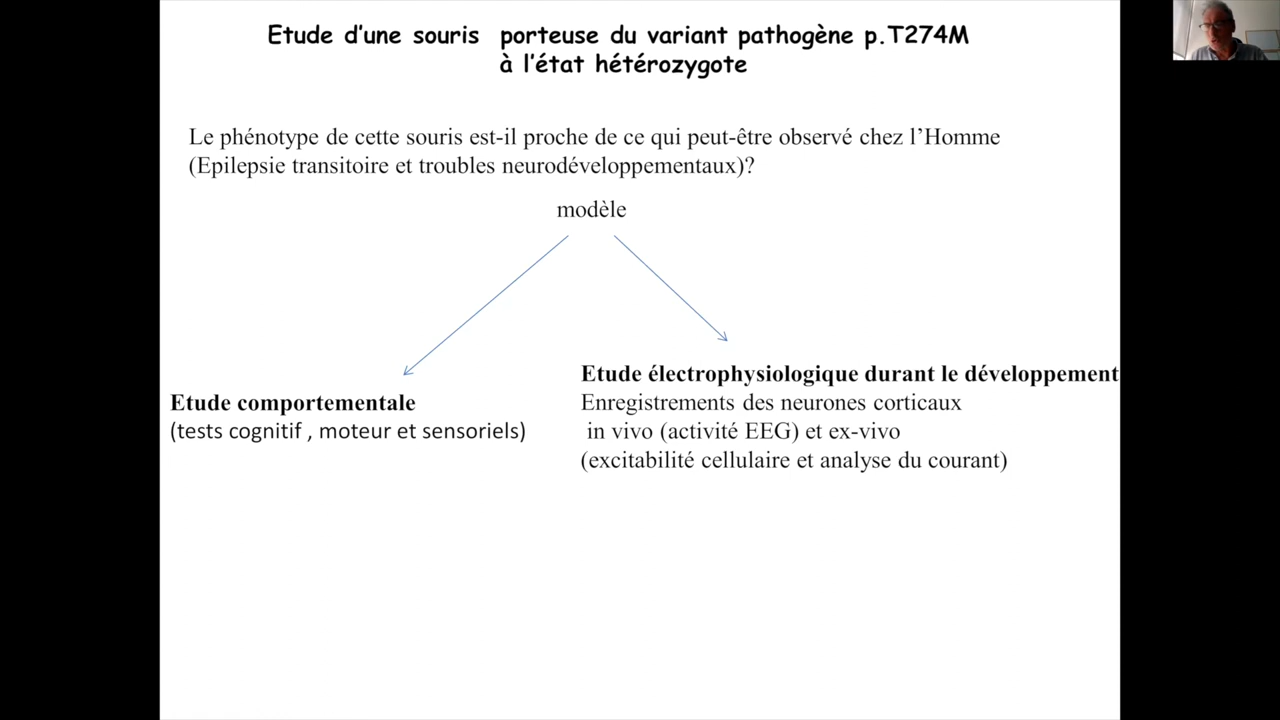 Etude d'une souris porteuse du variant pathogène p.T274M
à l'état hétérozygote
Le phénotype de cette souris est-il proche de ce qui peut-être observé chez l'Homme
(Epilepsie transitoire et troubles neurodéveloppementaux)?
modèle
Etude comportementale
(tests cognitif , moteur et sensoriels)
Etude électrophysiologique durant le développement
Enregistrements des neurones corticaux
in vivo (activité EEG) et ex-vivo
(excitabilité cellulaire et analyse du courant)